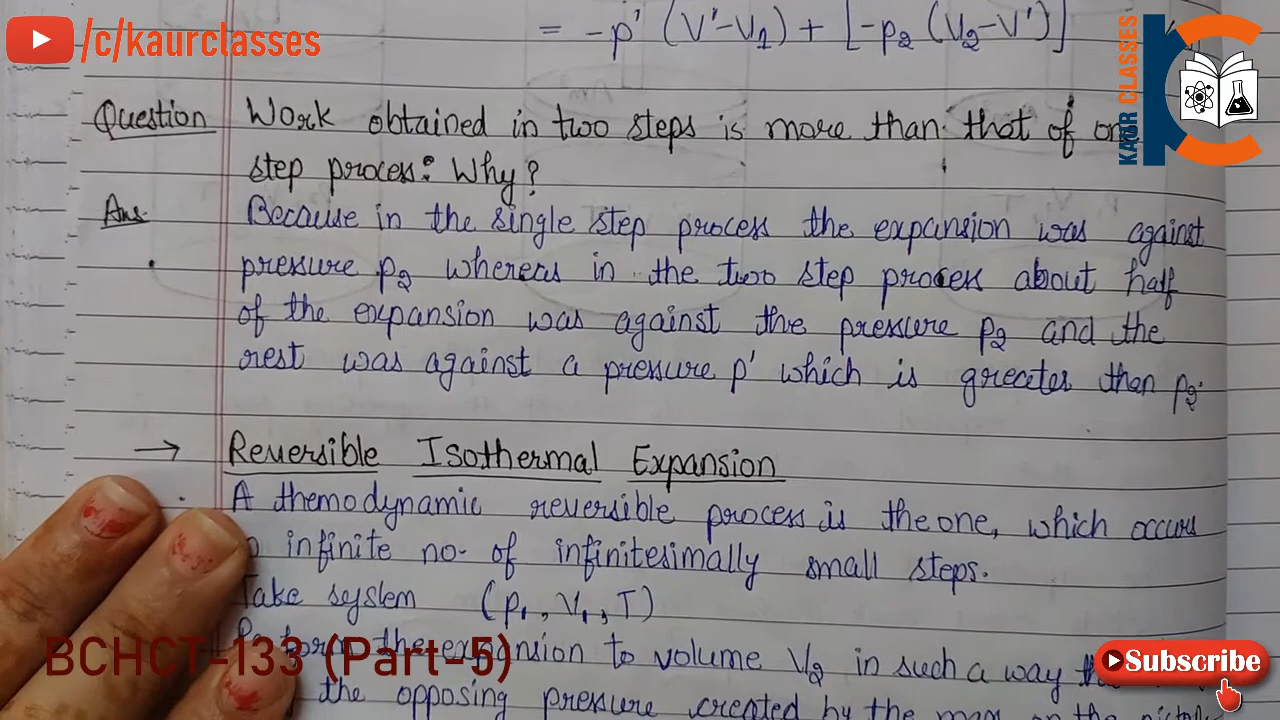 /c/kaurclasses
= -p' (V'-V1) + [-p2 (V2-V')]
KAUR CLASSES
Question Work obtained in two steps is more than that of one
step process. Why?
Ans. Because in the single step process the expansion was against
pressure p2 whereas in the two step process about half
of the expansion was against the pressure p2 and the
rest was against a pressure p' which is greater than p2.
→ Reversible Isothermal Expansion
A themodynamic reversible process is the one, which occurs
infinite no. of infinitesimally small steps.
Take system (p1, V1, T)
the expansion to volume V2 in such a way
the opposing pressure created by the mass on the
BCHCT-133 (Part-5)
Subscribe